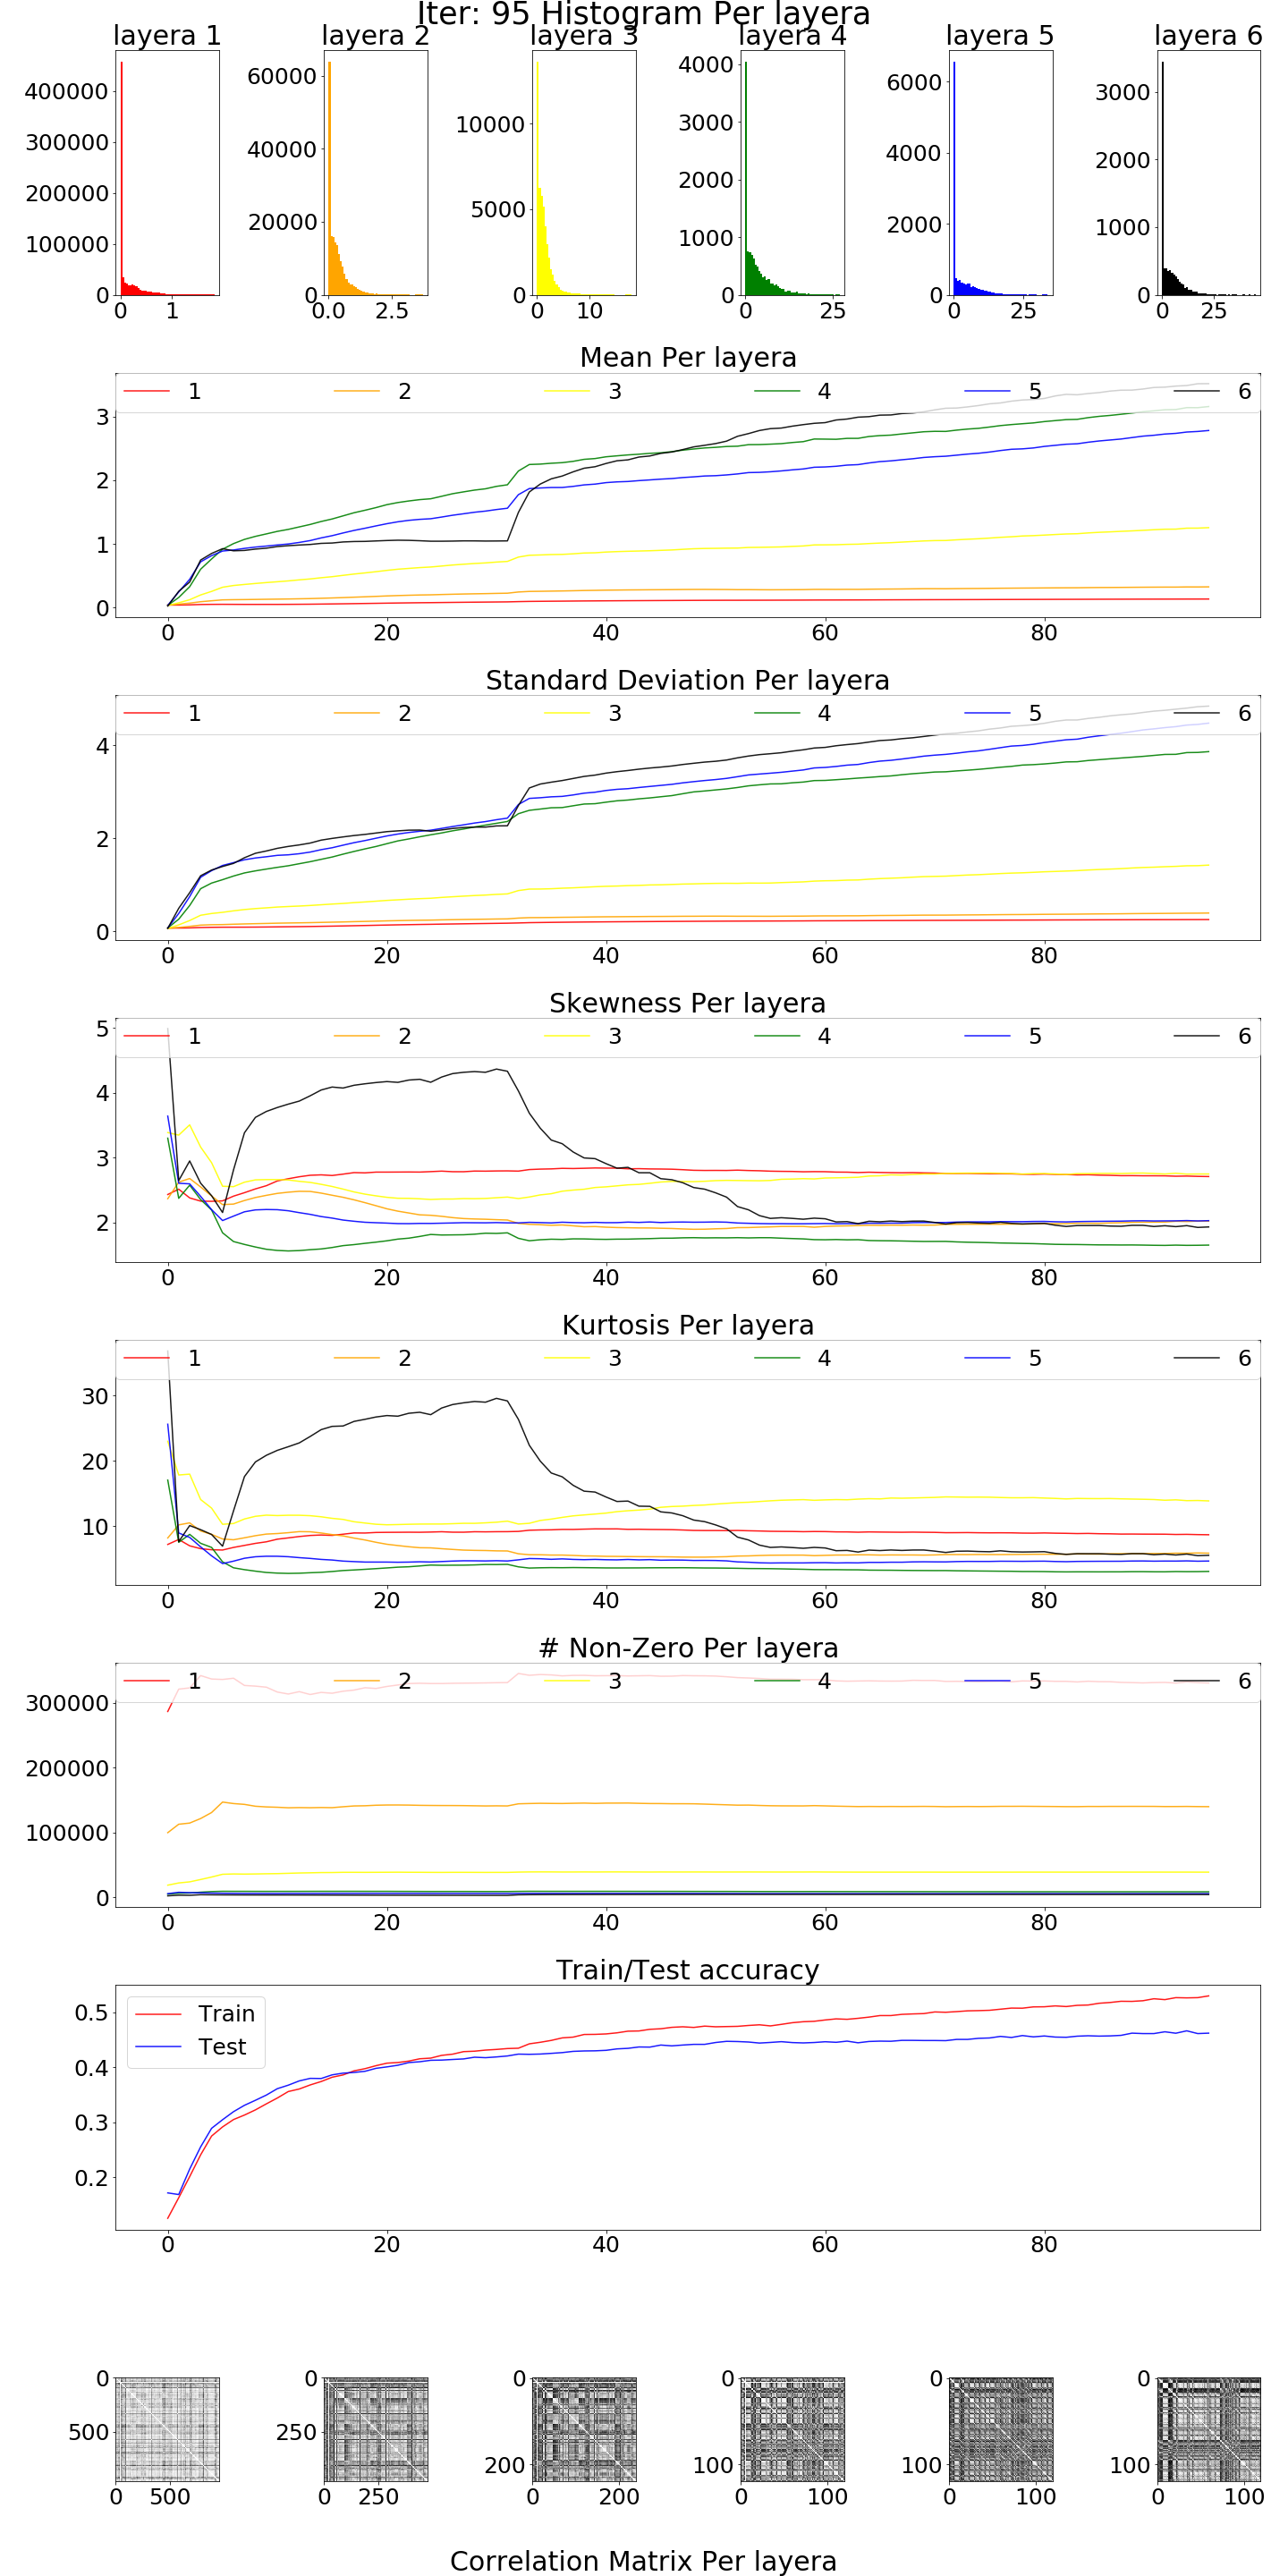 Iter: 95 Histogram Per layera
layera 1 layera 2 layera 3 layera 4 layera 5 layera 6
400000 300000 200000 100000 0
0 1
60000 40000 20000 0
0.0 2.5
10000 5000 0
0 10
4000 3000 2000 1000 0
0 25
6000 4000 2000 0
0 25
3000 2000 1000 0
0 25
Mean Per layera
1 2 3 4 5 6
3
2
1
0
0 20 40 60 80
Standard Deviation Per layera
1 2 3 4 5 6
4
2
0
0 20 40 60 80
Skewness Per layera
1 2 3 4 5 6
5
4
3
2
0 20 40 60 80
Kurtosis Per layera
1 2 3 4 5 6
30
20
10
0 20 40 60 80
# Non-Zero Per layera
1 2 3 4 5 6
300000
200000
100000
0
0 20 40 60 80
Train/Test accuracy
Train
Test
0.5
0.4
0.3
0.2
0 20 40 60 80
0 500
0 500
0 250
0 250
0 200
0 200
0 100
0 100
0 100
0 100
0 100
0 100
Correlation Matrix Per layera